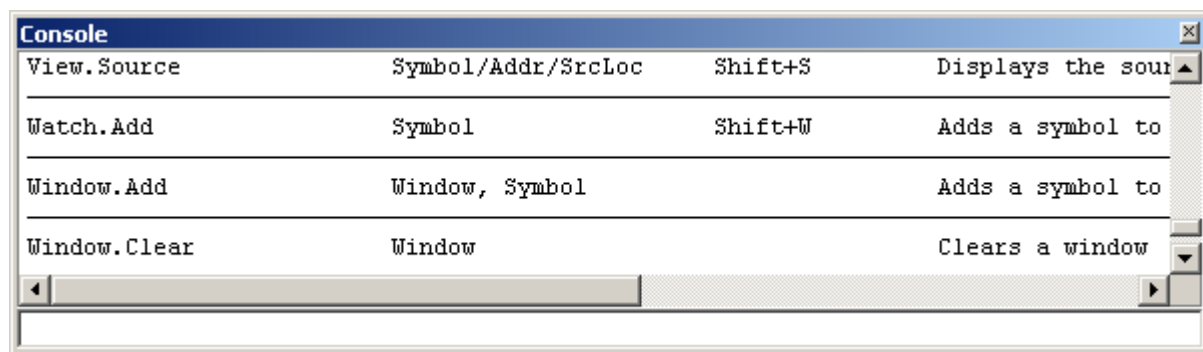 Console
View.Source Symbol/Addr/SrcLoc Shift+S Displays the sour
Watch.Add Symbol Shift+W Adds a symbol to
Window.Add Window, Symbol Adds a symbol to
Window.Clear Window Clears a window